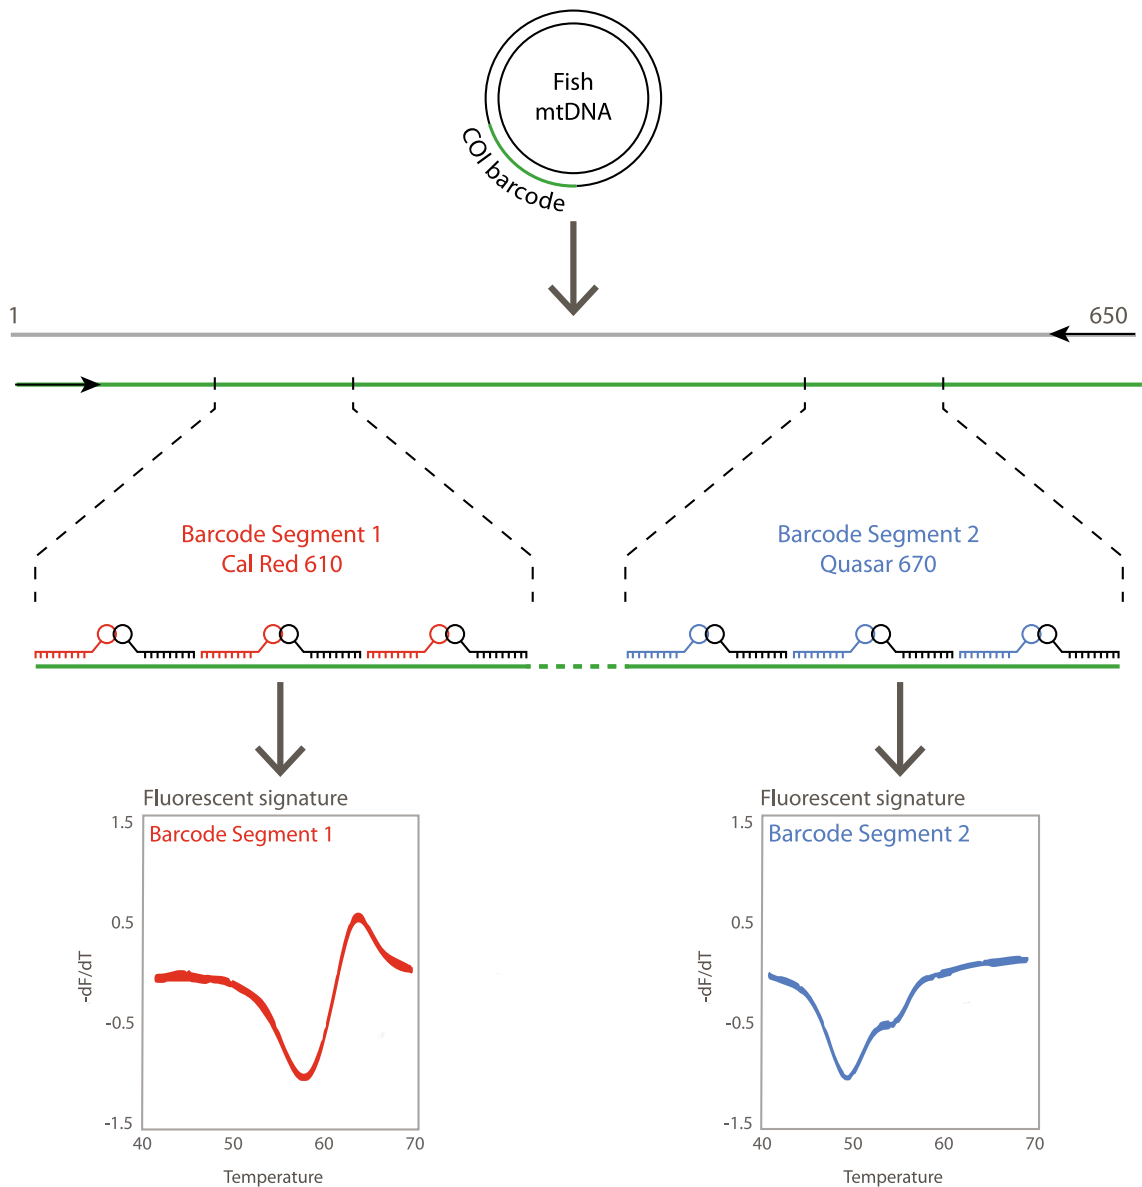 Fish
mtDNA
COI barcode
1
650
Barcode Segment 1
Cal Red 610
Barcode Segment 2
Quasar 670
Fluorescent signature
Barcode Segment 1
1.5
0.5
-0.5
-1.5
-dF/dT
40
50
60
70
Temperature
Fluorescent signature
Barcode Segment 2
1.5
0.5
-0.5
-1.5
-dF/dT
40
50
60
70
Temperature